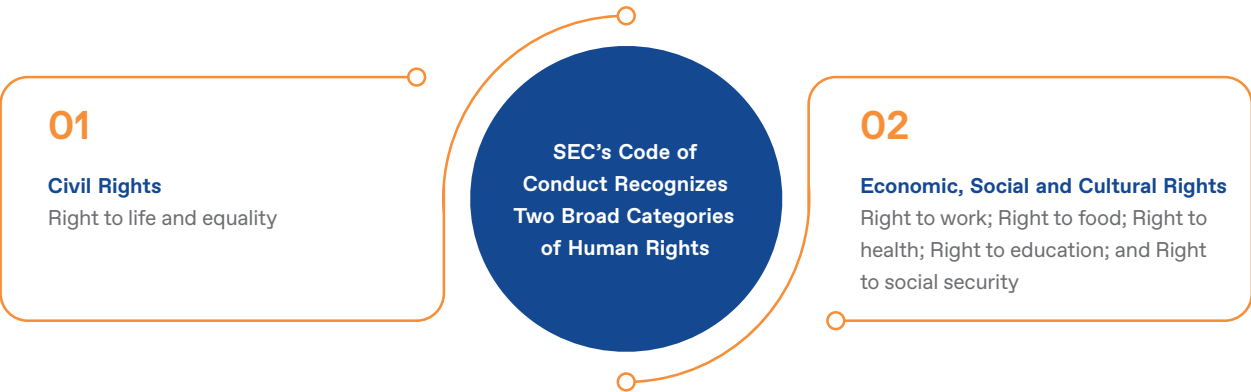 01
Civil Rights
Right to life and equality
SEC’s Code of
Conduct Recognizes
Two Broad Categories
of Human Rights
02
Economic, Social and Cultural Rights
Right to work; Right to food; Right to
health; Right to education; and Right
to social security